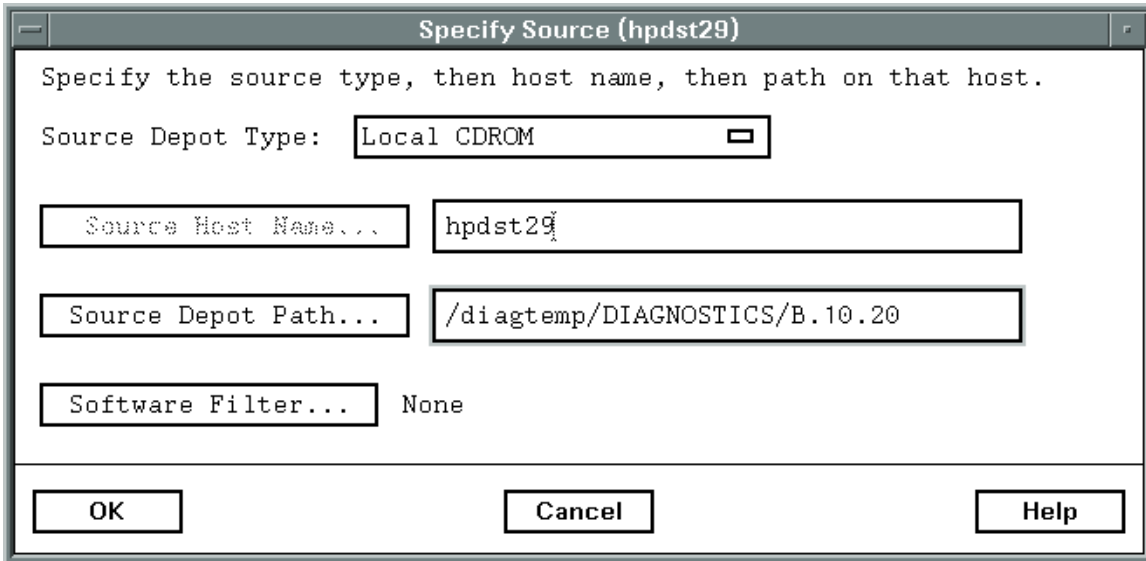 Specify Source (hpdst29)
Specify the source type, then host name, then path on that host.
Source Depot Type: Local CDROM
Source Host Name... hpdst29
Source Depot Path... /diagtemp/DIAGNOSTICS/B.10.20
Software Filter... None
OK Cancel Help